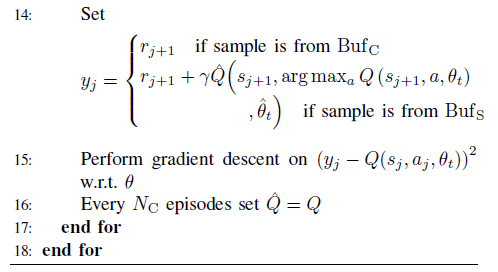 14: Set
y_j = { r_{j+1} if sample is from Buf_C
r_{j+1} + γQ̂(s_{j+1}, arg max_a Q (s_{j+1}, a, θ_t)
, θ̂_t) if sample is from Buf_S
15: Perform gradient descent on (y_j − Q(s_j, a_j, θ_t))^2
w.r.t. θ
16: Every N_C episodes set Q̂ = Q
17: end for
18: end for